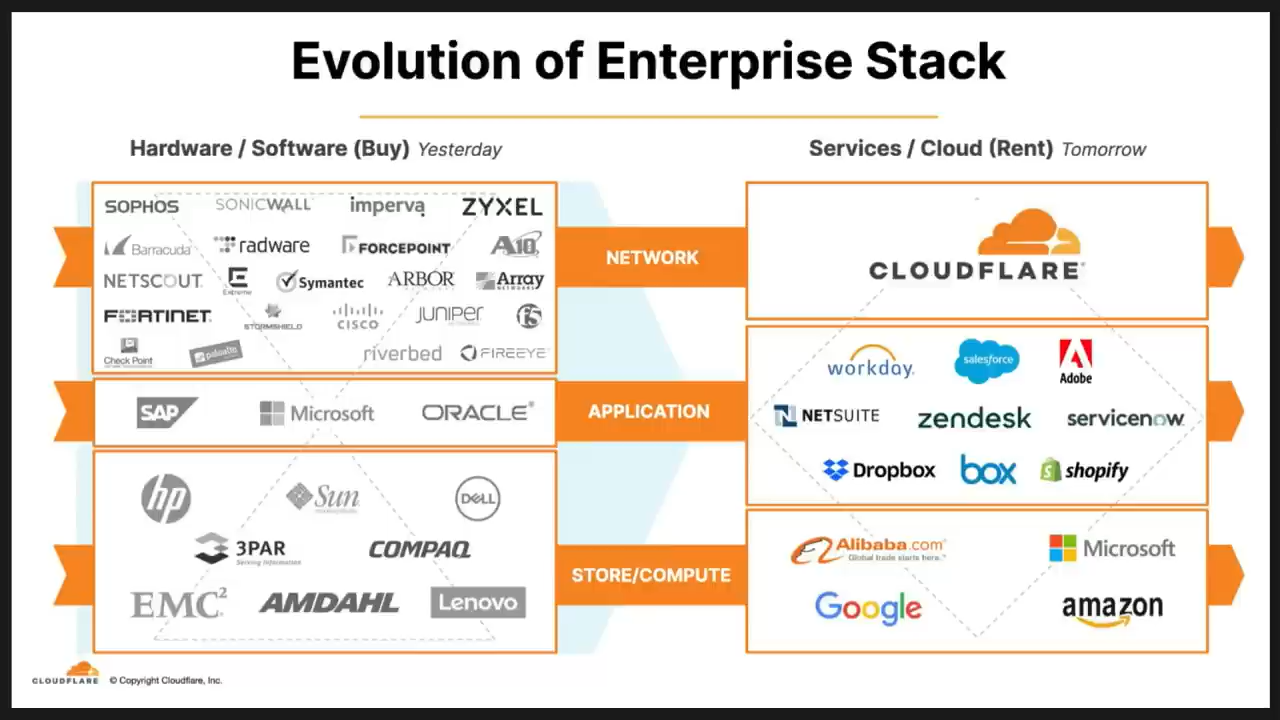 Evolution of Enterprise Stack
Hardware / Software (Buy) Yesterday
Services / Cloud (Rent) Tomorrow
SOPHOS SONICWALL imperva ZYXEL
Barracuda radware FORCEPOINT A10
NETSCOUT Extreme Symantec ARBOR Array
FORTINET STORMSHIELD CISCO JUNIPER f5
Check Point paloalto riverbed FIREEYE
NETWORK
CLOUDFLARE
SAP Microsoft ORACLE
APPLICATION
workday. salesforce Adobe
NETSUITE zendesk servicenow
Dropbox box shopify
hp Sun DELL
3PAR Serving Information COMPAQ
EMC² AMDAHL Lenovo
STORE/COMPUTE
Alibaba.com Global trade starts here. Microsoft
Google amazon
CLOUDFLARE © Copyright Cloudflare, Inc.